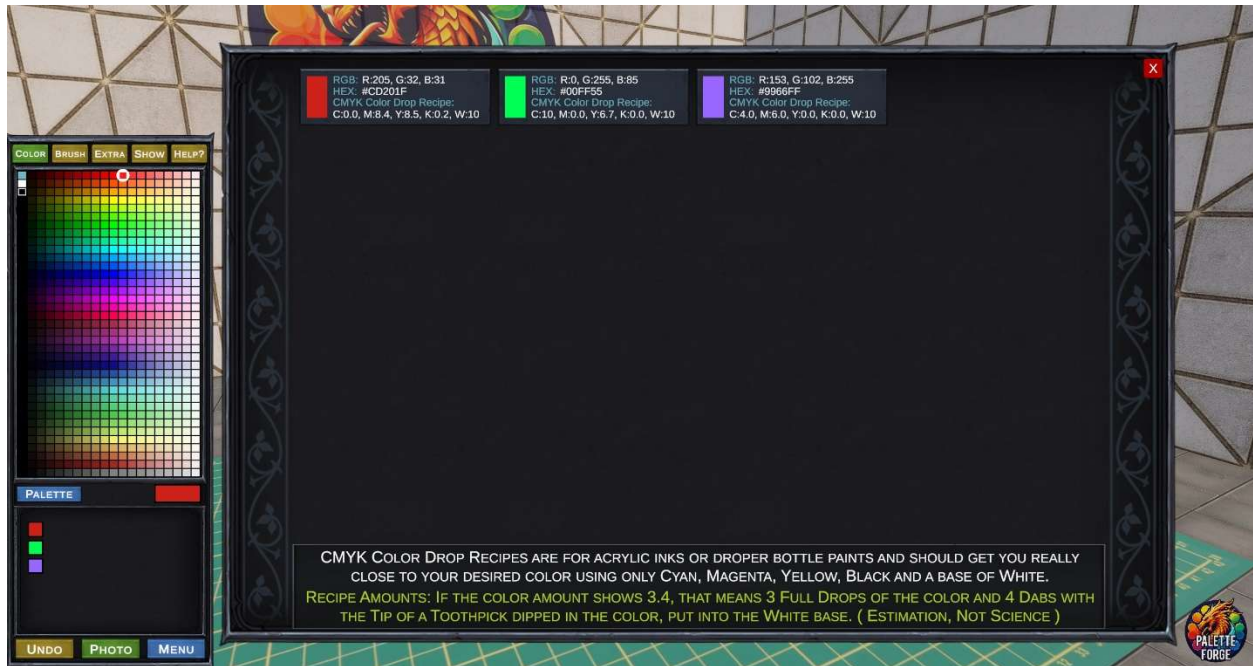 RGB: R:205, G:32, B:31
HEX: #CD201F
CMYK Color Drop Recipe:
C:0.0, M:8.4, Y:8.5, K:0.2, W:10
RGB: R:0, G:255, B:85
HEX: #00FF55
CMYK Color Drop Recipe:
C:10, M:0.0, Y:6.7, K:0.0, W:10
RGB: R:153, G:102, B:255
HEX: #9966FF
CMYK Color Drop Recipe:
C:4.0, M:6.0, Y:0.0, K:0.0, W:10
X
COLOR BRUSH EXTRA SHOW HELP?
PALETTE
CMYK COLOR DROP RECIPES ARE FOR ACRYLIC INKS OR DROPER BOTTLE PAINTS AND SHOULD GET YOU REALLY
CLOSE TO YOUR DESIRED COLOR USING ONLY CYAN, MAGENTA, YELLOW, BLACK AND A BASE OF WHITE.
RECIPE AMOUNTS: IF THE COLOR AMOUNT SHOWS 3.4, THAT MEANS 3 FULL DROPS OF THE COLOR AND 4 DABS WITH
THE TIP OF A TOOTHPICK DIPPED IN THE COLOR, PUT INTO THE WHITE BASE. ( ESTIMATION, NOT SCIENCE )
UNDO PHOTO MENU
PALETTE
FORGE